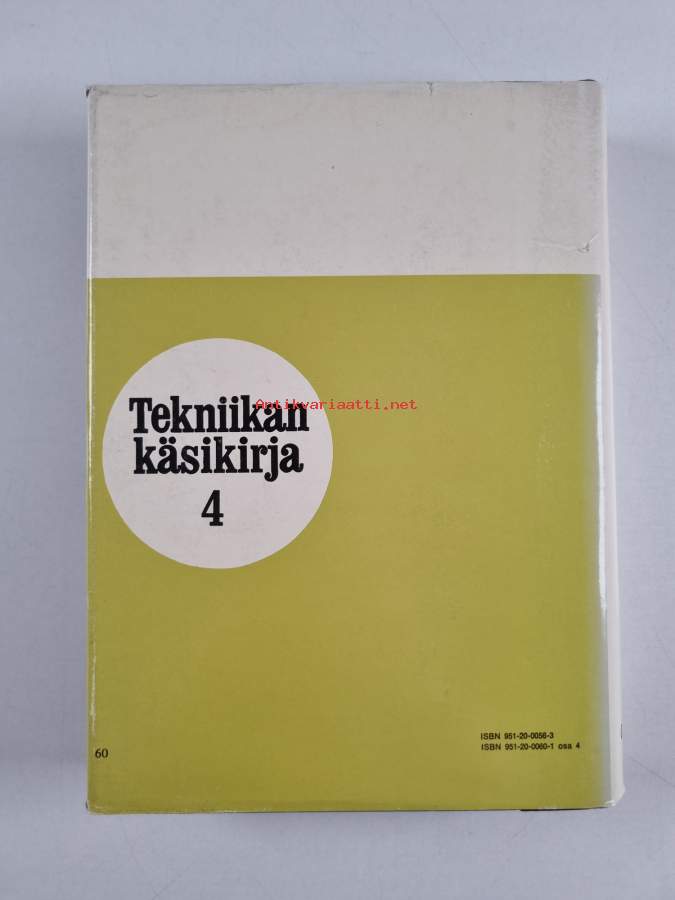 Antikvariaatti.net
Tekniikan
käsikirja
4
ISBN 951-20-0056-3
ISBN 951-20-0060-1 osa 4
60